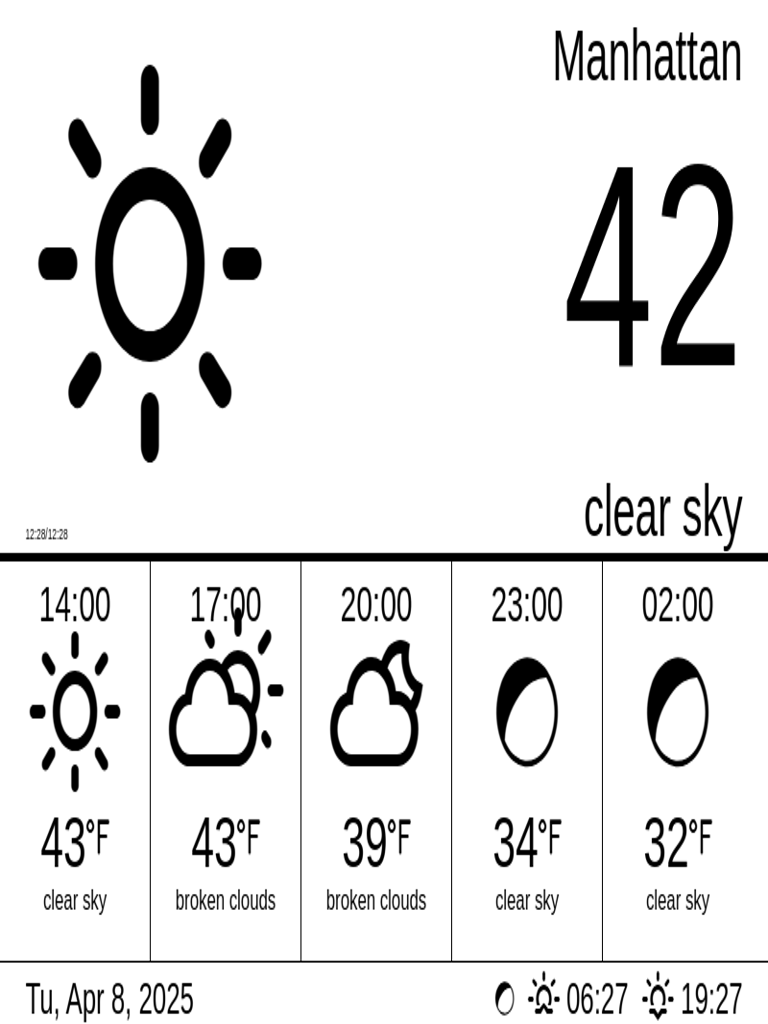 Manhattan
42
clear sky
12:28/12:28
14:00 17:00 20:00 23:00 02:00
43°F 43°F 39°F 34°F 32°F
clear sky broken clouds broken clouds clear sky clear sky
Tu, Apr 8, 2025 06:27 19:27